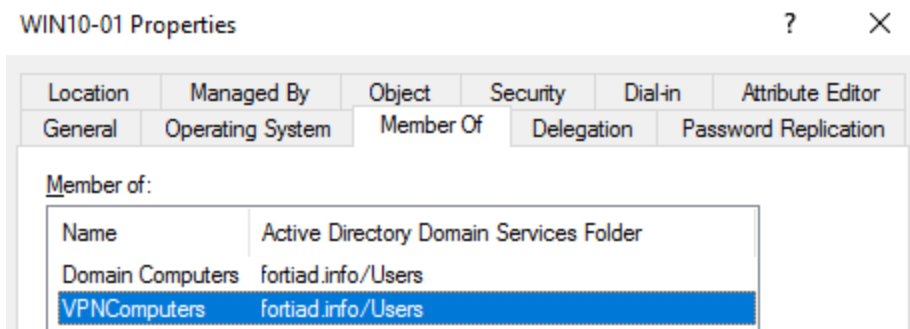 WIN10-01 Properties ? ×
Location Managed By Object Security Dial-in Attribute Editor
General Operating System Member Of Delegation Password Replication
Member of:
Name Active Directory Domain Services Folder
Domain Computers fortiad.info/Users
VPNComputers fortiad.info/Users